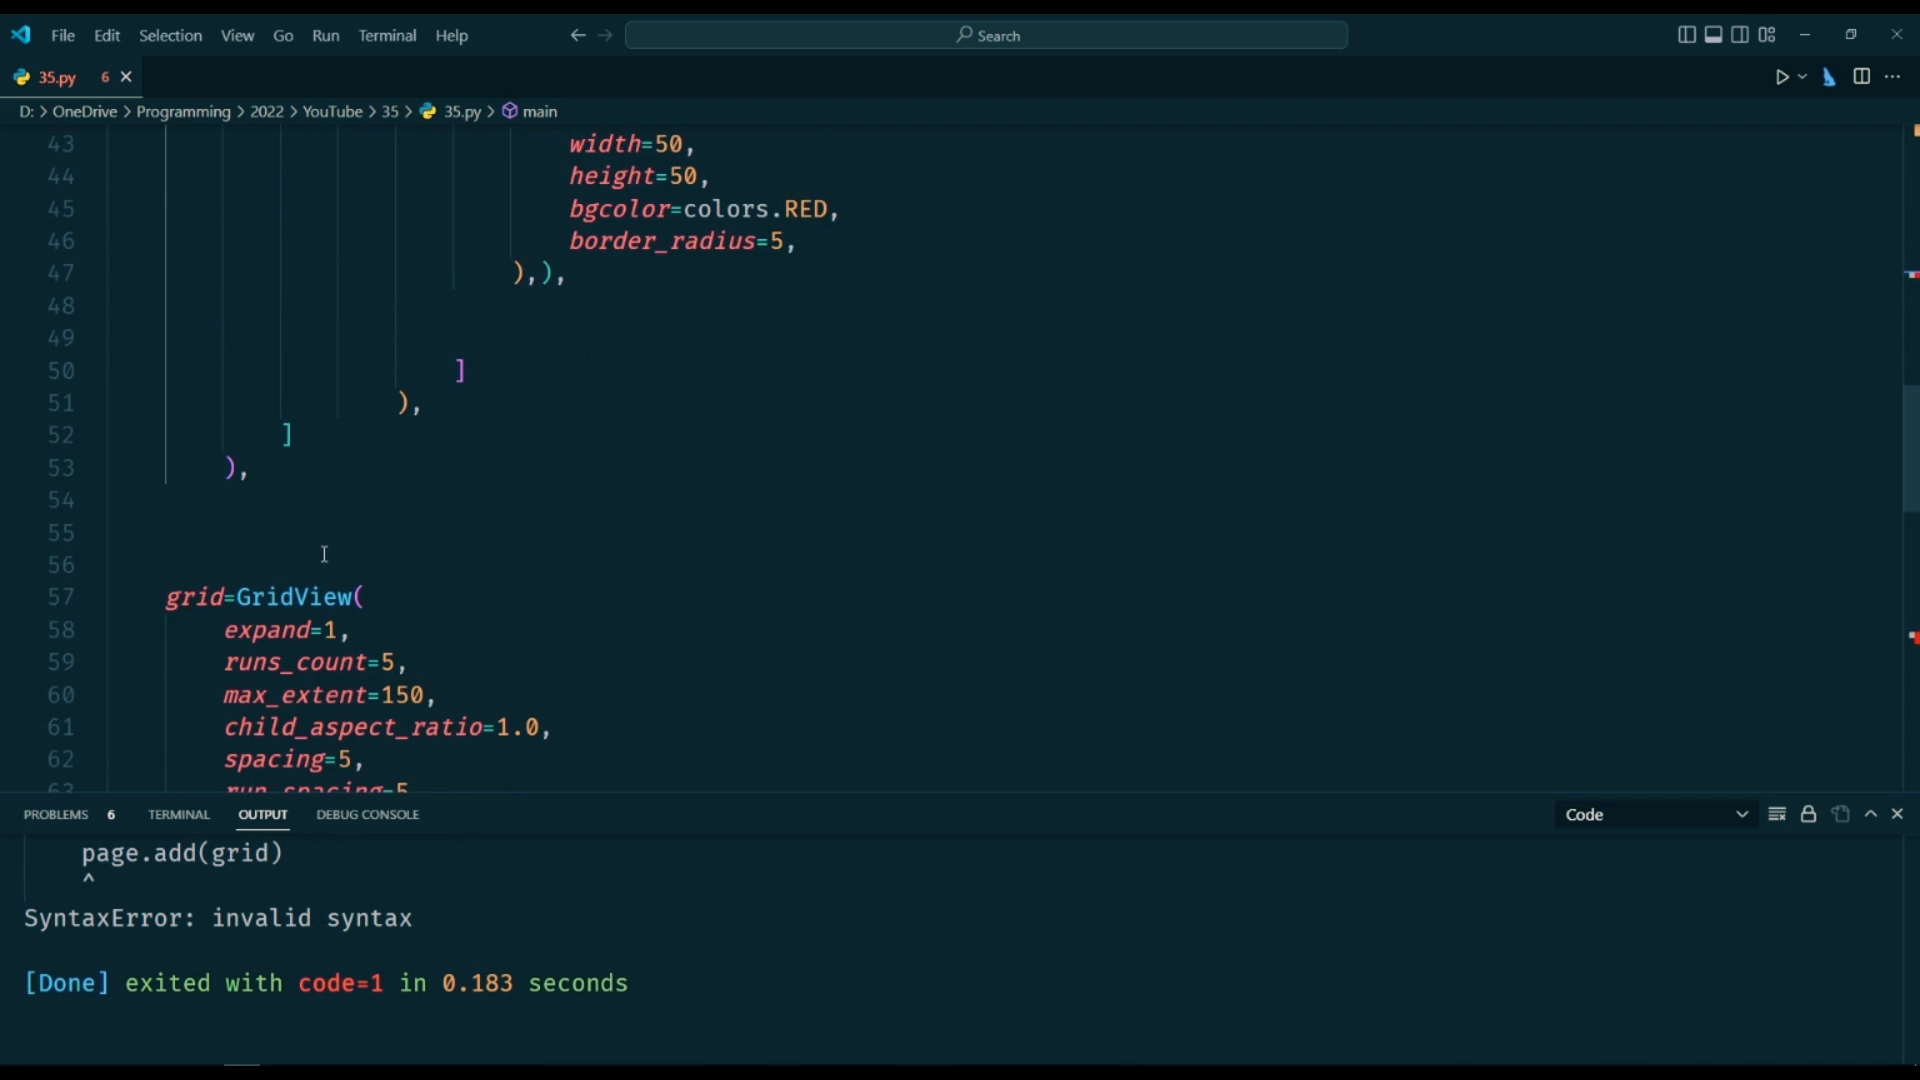 File Edit Selection View Go Run Terminal Help Search
35.py 6
D: > OneDrive > Programming > 2022 > YouTube > 35 > 35.py > main
43 width=50,
44 height=50,
45 bgcolor=colors.RED,
46 border_radius=5,
47 ),),
48
49
50 ]
51 ),
52 ]
53 ),
54
55
56
57 grid=GridView(
58 expand=1,
59 runs_count=5,
60 max_extent=150,
61 child_aspect_ratio=1.0,
62 spacing=5,
63 run_spacing=5
PROBLEMS 6 TERMINAL OUTPUT DEBUG CONSOLE Code
page.add(grid)
^
SyntaxError: invalid syntax
[Done] exited with code=1 in 0.183 seconds